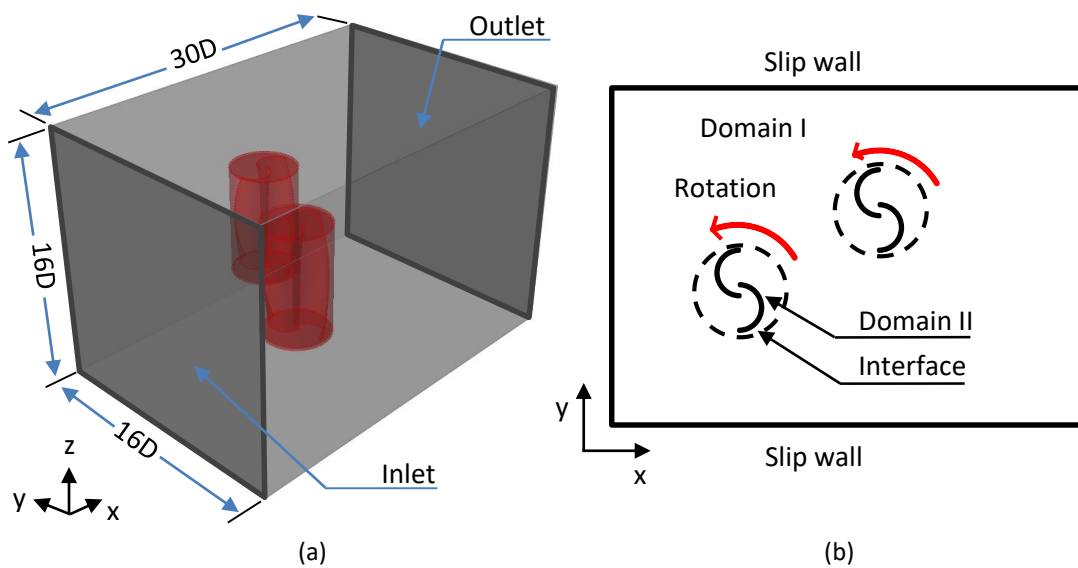 30D
Outlet
16D
16D
Inlet
z
y
x
(a)
Slip wall
Domain I
Rotation
Domain II
Interface
y
x
Slip wall
(b)